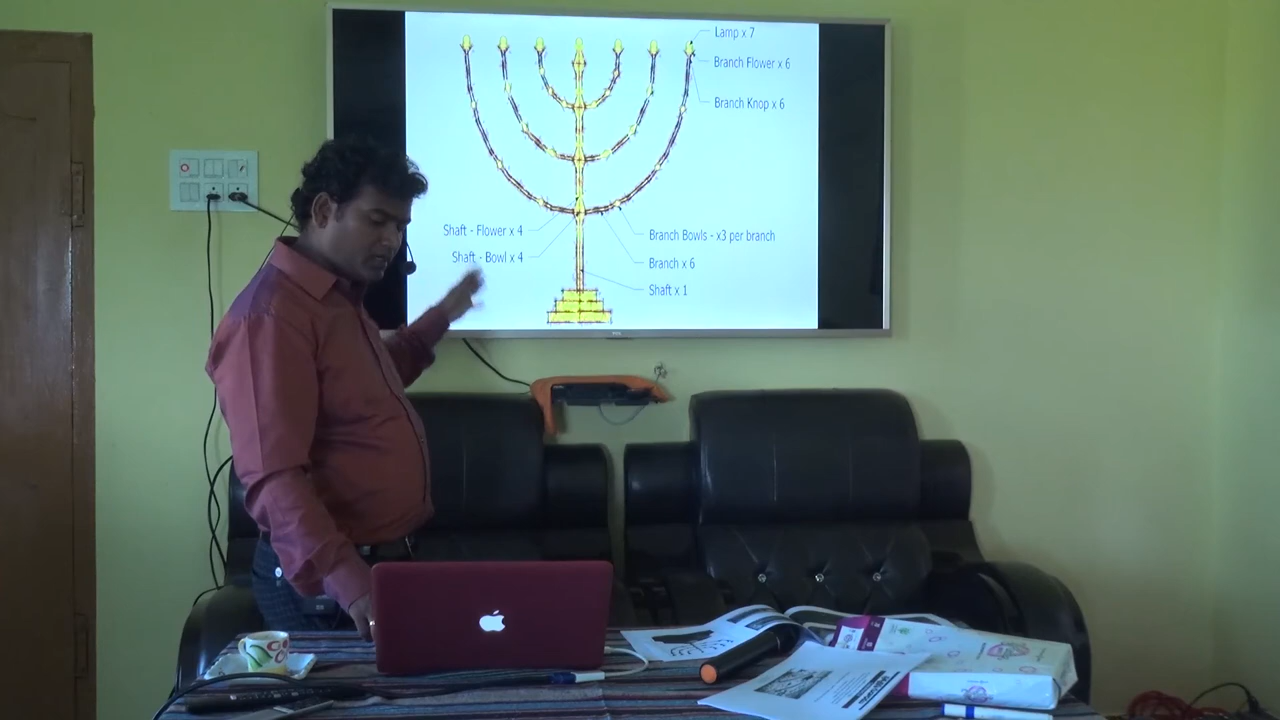 Lamp x 7
Branch Flower x 6
Branch Knop x 6
Shaft - Flower x 4
Shaft - Bowl x 4
Branch Bowls - x3 per branch
Branch x 6
Shaft x 1
TCL